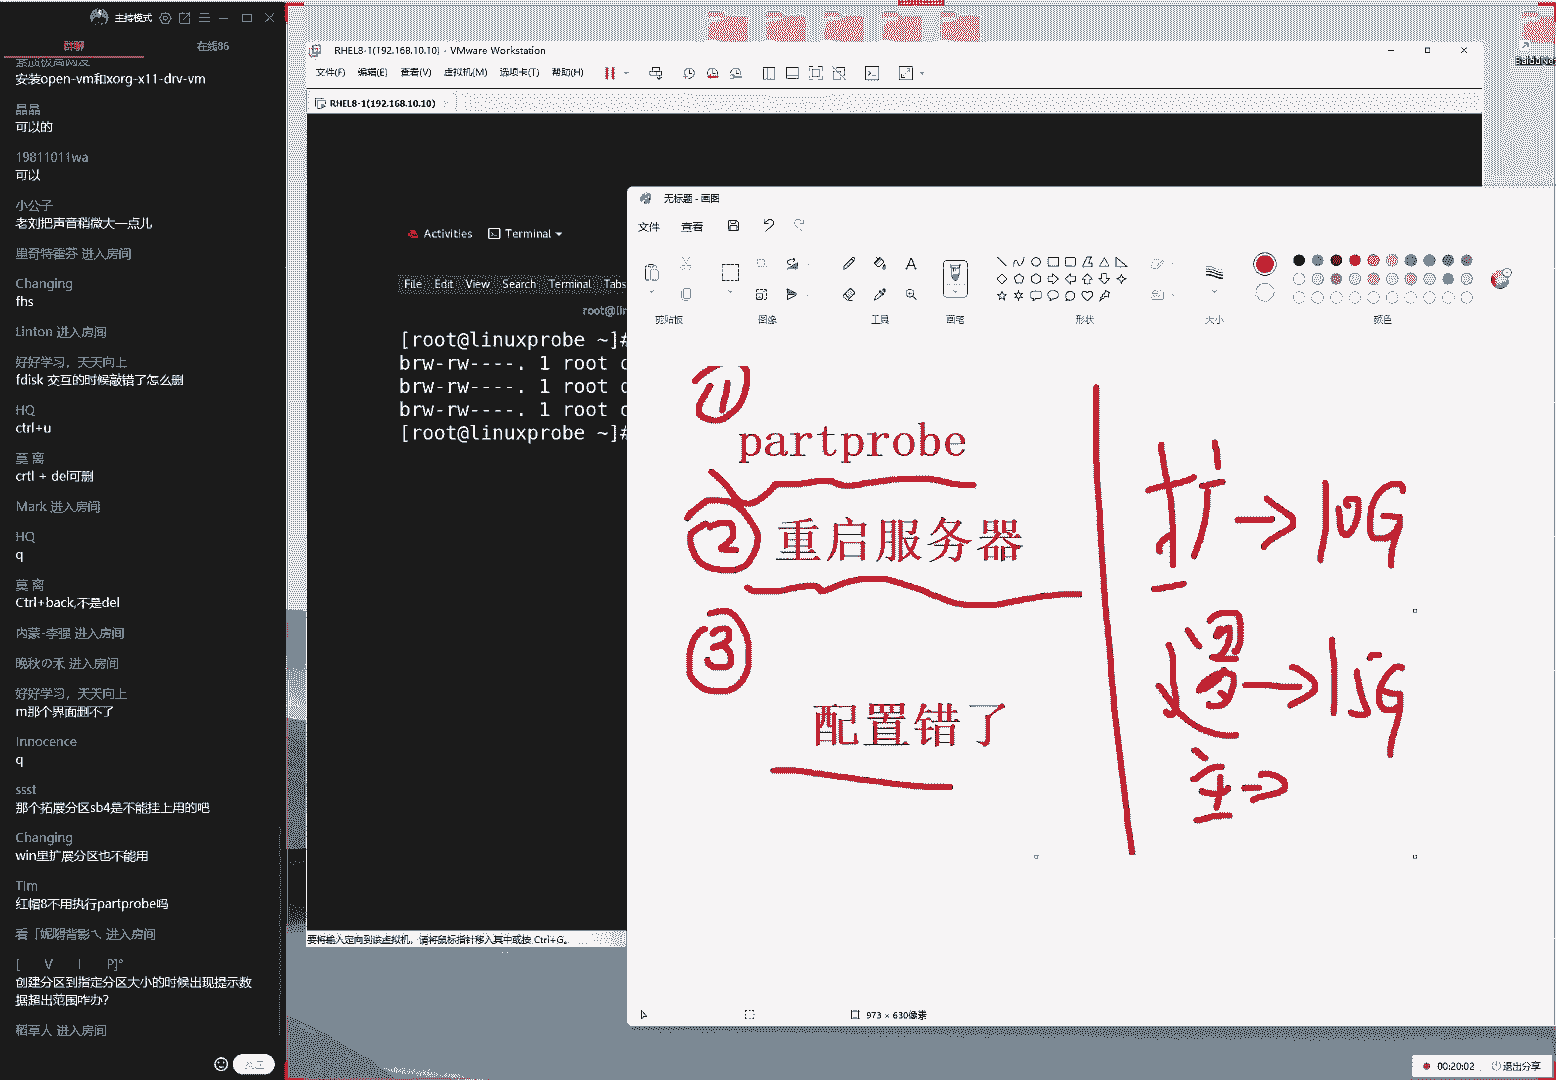 主持模式
群聊
在线86
安装open-vm和xorg-x11-drv-vm
晶晶
可以的
19811011wa
可以
小公子
老刘把声音稍微大一点儿
墨奇特霍芬 进入房间
Changing
fhs
Linton 进入房间
好好学习，天天向上
fdisk 交互的时候敲错了怎么删
HQ
ctrl+u
莫 离
crtl + del可删
Mark 进入房间
HQ
q
莫 离
Ctrl+back,不是del
内蒙-李强 进入房间
晚秋の禾 进入房间
好好学习，天天向上
m那个界面删不了
Innocence
q
ssst
那个拓展分区sb4是不能挂上用的吧
Changing
win里扩展分区也不能用
Tim
红帽8不用执行partprobe吗
[ V I P]°
创建分区到指定分区大小的时候出现提示数
据超出范围咋办?
稻草人 进入房间
RHEL8-1(192.168.10.10) - VMware Workstation
文件(F) 编辑(E) 查看(V) 虚拟机(M) 选项卡(T) 帮助(H)
RHEL8-1(192.168.10.10)
Activities Terminal
File Edit View Search Terminal Tabs
root@li
[root@linuxprobe ~]#
brw-rw----. 1 root
brw-rw----. 1 root
brw-rw----. 1 root
[root@linuxprobe ~]#
要将输入定向到该虚拟机，请将鼠标指针移入其中或按 Ctrl+G。
无标题 - 画图
文件 查看
剪贴板 图像 工具 画笔 形状 大小 颜色
①
partprobe
② 重启服务器
③
配置错了
扩→10G
逻→15G
主→
973 × 630像素
00:20:02 退出分享